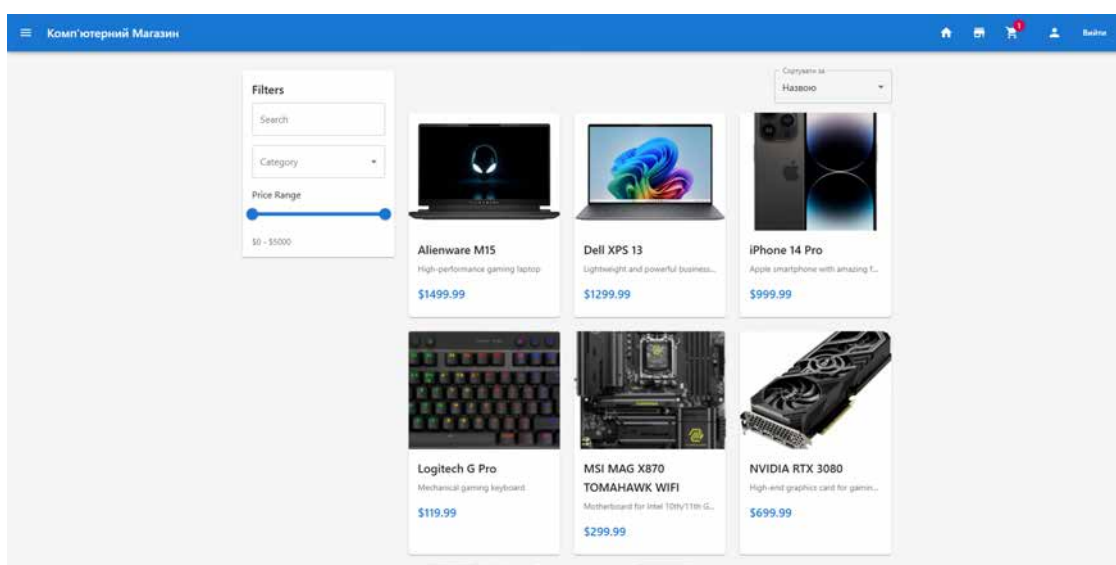 Комп'ютерний Магазин
1
Вийти
Filters
Search
Category
Price Range
$0 - $5000
Сортувати за
Назвою
Alienware M15
High-performance gaming laptop
$1499.99
Dell XPS 13
Lightweight and powerful business...
$1299.99
iPhone 14 Pro
Apple smartphone with amazing f...
$999.99
Logitech G Pro
Mechanical gaming keyboard
$119.99
MSI MAG X870
TOMAHAWK WIFI
Motherboard for Intel 10th/11th G...
$299.99
NVIDIA RTX 3080
High-end graphics card for gamin...
$699.99